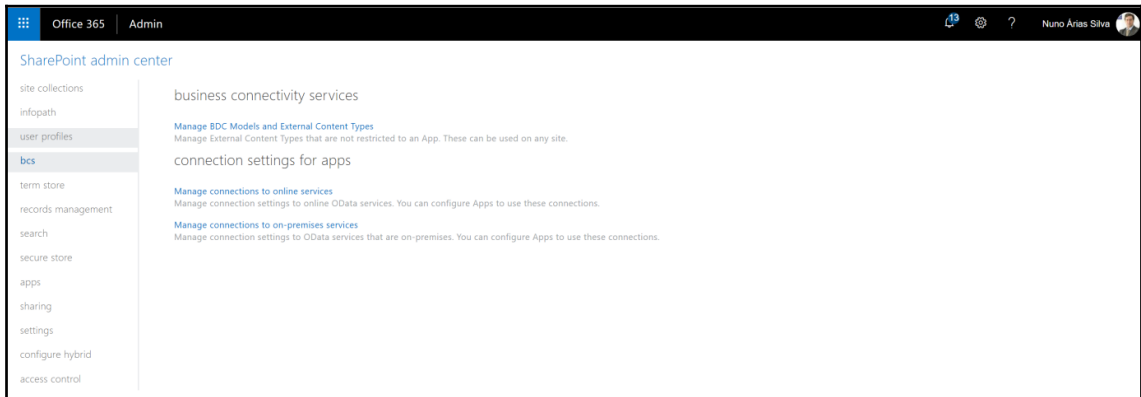 Office 365 Admin 13 ? Nuno Árias Silva
SharePoint admin center
site collections
infopath
user profiles
bcs
term store
records management
search
secure store
apps
sharing
settings
configure hybrid
access control
business connectivity services
Manage BDC Models and External Content Types
Manage External Content Types that are not restricted to an App. These can be used on any site.
connection settings for apps
Manage connections to online services
Manage connection settings to online OData services. You can configure Apps to use these connections.
Manage connections to on-premises services
Manage connection settings to OData services that are on-premises. You can configure Apps to use these connections.